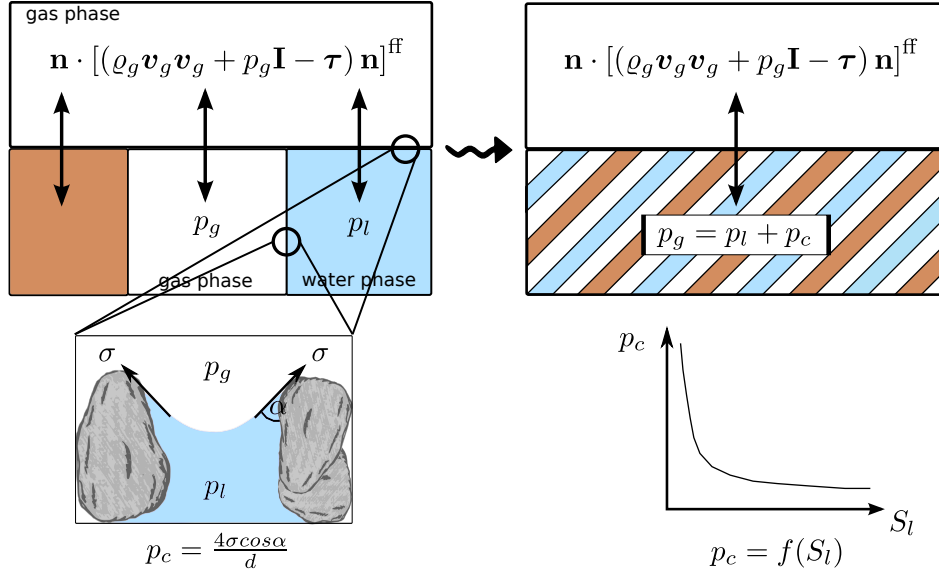 gas phase
n · [(ϱ_g v_g v_g + p_g I − τ) n]^ff
n · [(ϱ_g v_g v_g + p_g I − τ) n]^ff
p_g
p_l
gas phase
water phase
p_g = p_l + p_c
σ
p_g
σ
α
p_l
p_c = \frac{4σcosα}{d}
p_c
S_l
p_c = f(S_l)